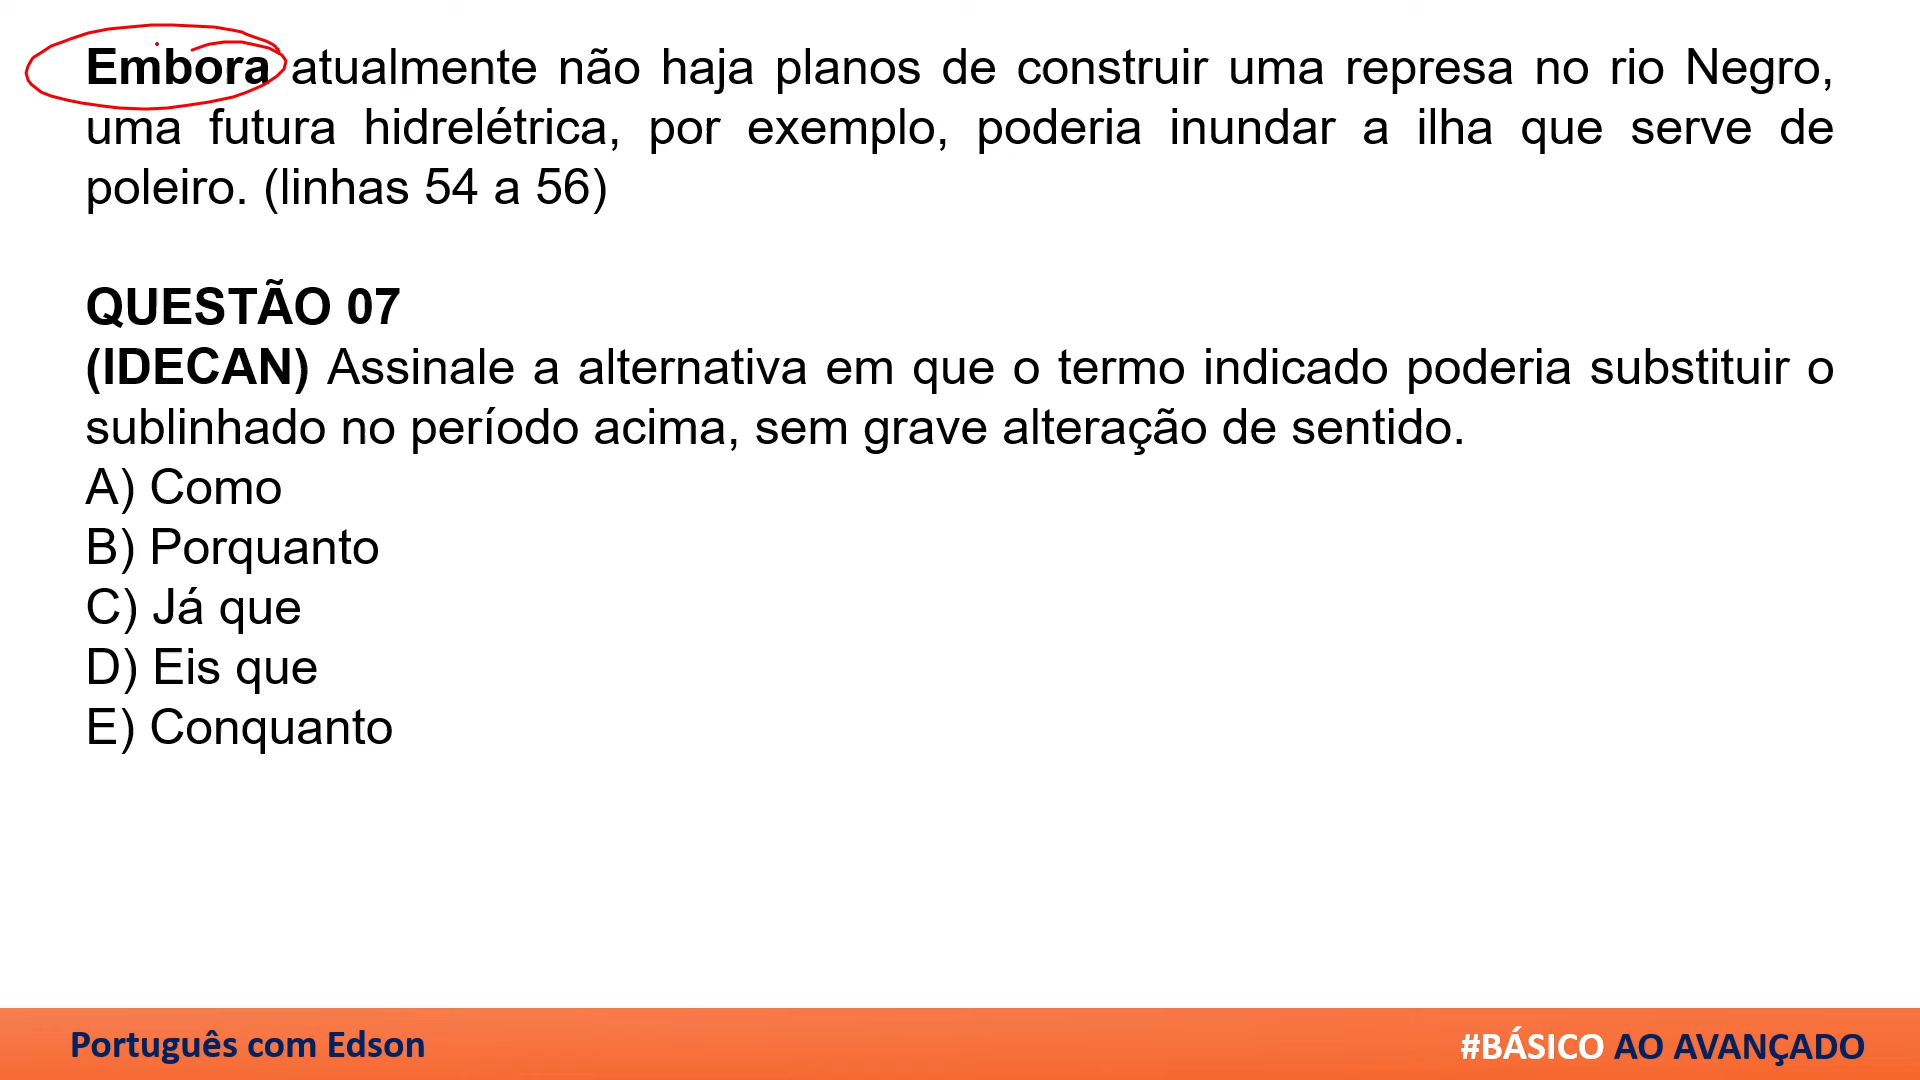 Embora atualmente não haja planos de construir uma represa no rio Negro,
uma futura hidrelétrica, por exemplo, poderia inundar a ilha que serve de
poleiro. (linhas 54 a 56)
QUESTÃO 07
(IDECAN) Assinale a alternativa em que o termo indicado poderia substituir o
sublinhado no período acima, sem grave alteração de sentido.
A) Como
B) Porquanto
C) Já que
D) Eis que
E) Conquanto
Português com Edson
#BÁSICO AO AVANÇADO